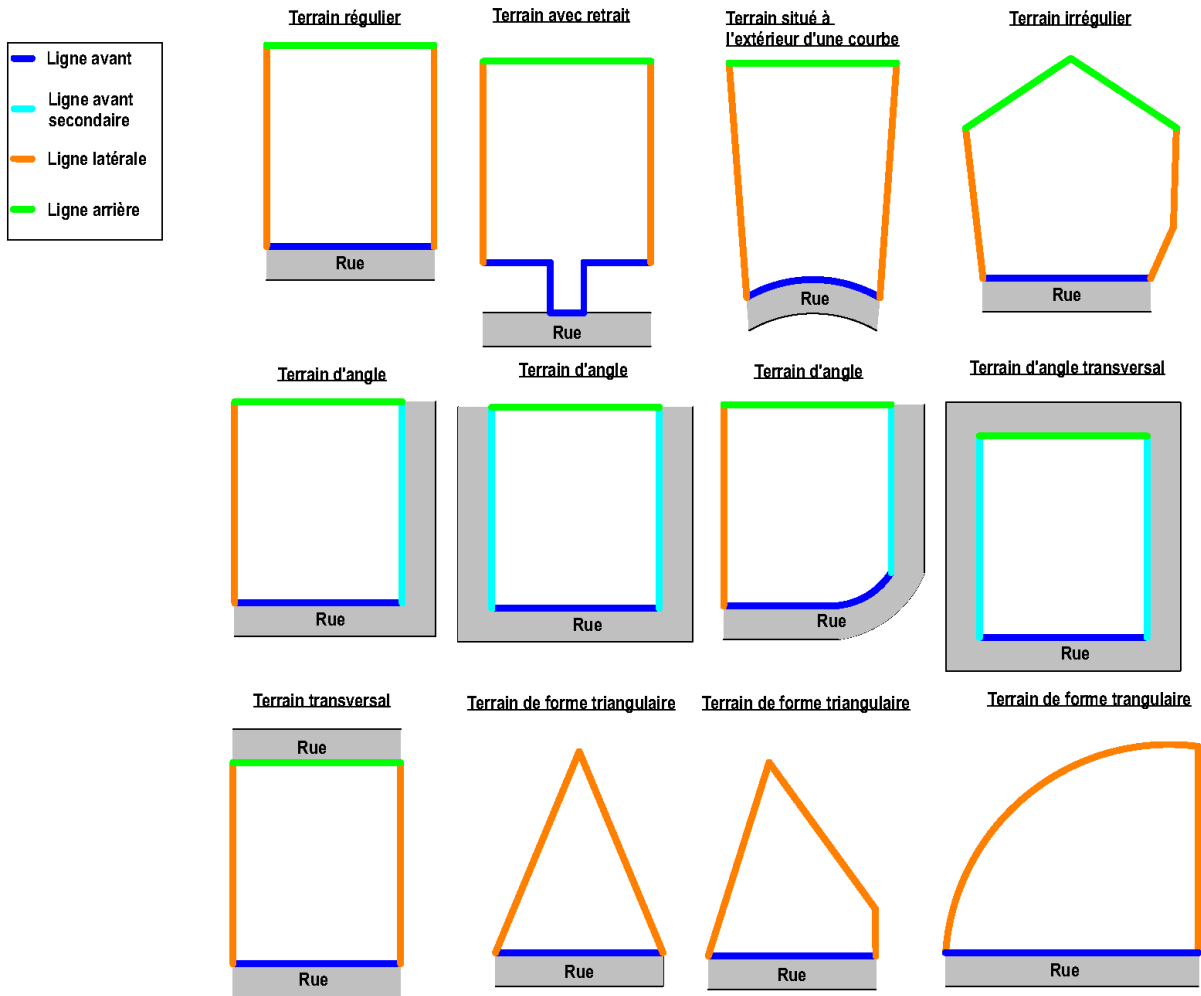 Terrain régulier
Terrain avec retrait
Terrain situé à
l'extérieur d'une courbe
Terrain irrégulier
Ligne avant
Ligne avant
secondaire
Ligne latérale
Ligne arrière
Rue
Rue
Rue
Rue
Terrain d'angle
Terrain d'angle
Terrain d'angle
Terrain d'angle transversal
Rue
Rue
Rue
Rue
Terrain transversal
Terrain de forme triangulaire
Terrain de forme triangulaire
Terrain de forme trangulaire
Rue
Rue
Rue
Rue
Rue